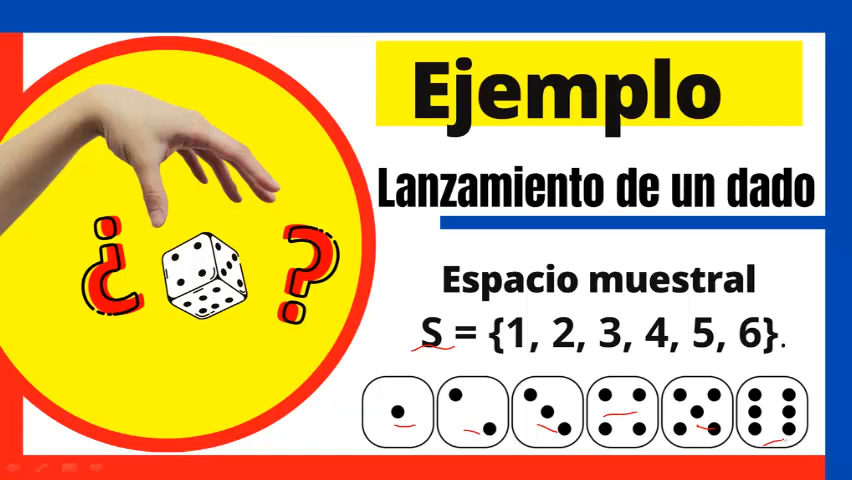 Ejemplo
Lanzamiento de un dado
¿ ?
Espacio muestral
S = {1, 2, 3, 4, 5, 6}.